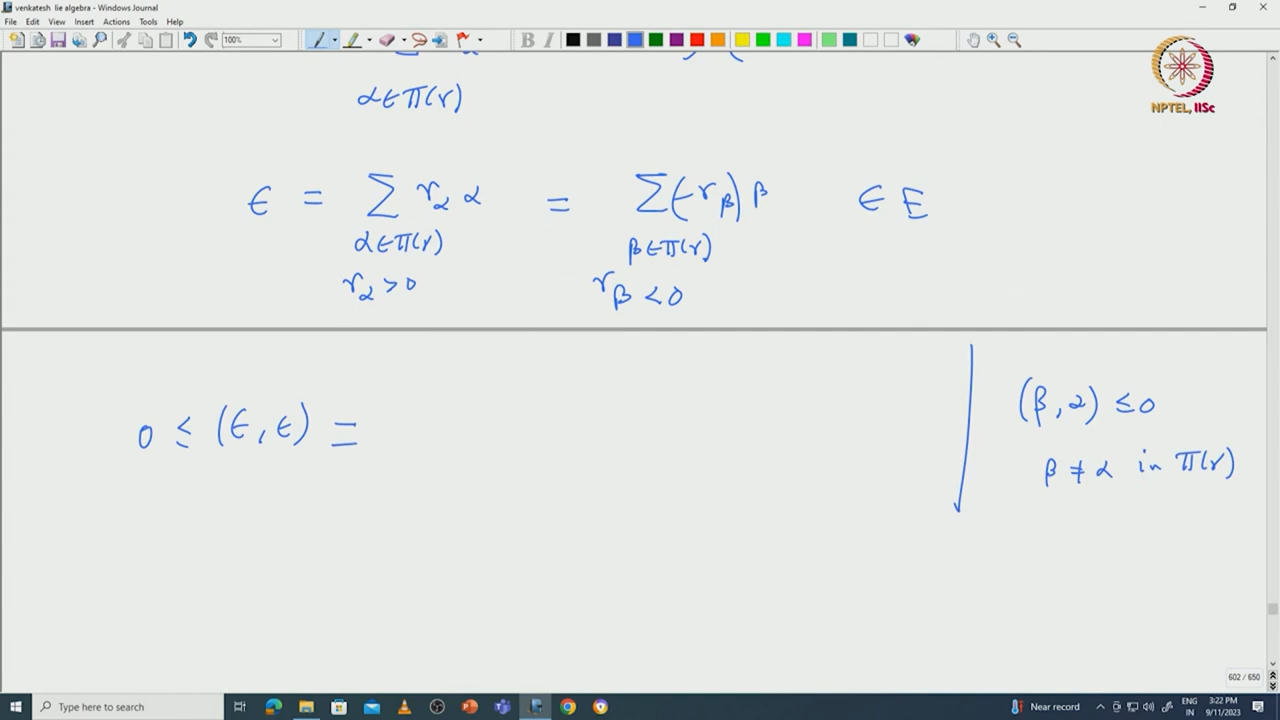 venkatesh lie algebra - Windows Journal
File Edit View Insert Actions Tools Help
100%
NPTEL, IISc
α∈Π(γ)
ϵ = ∑ r_α α = ∑(-r_β) β ∈ E
α∈Π(γ) β∈Π(γ)
r_α > 0 r_β < 0
0 ≤ (ϵ, ϵ) =
(β, α) ≤ 0
β ≠ α in Π(γ)
602 / 650
Type here to search
Near record
ENG
IN
3:22 PM
9/11/2023